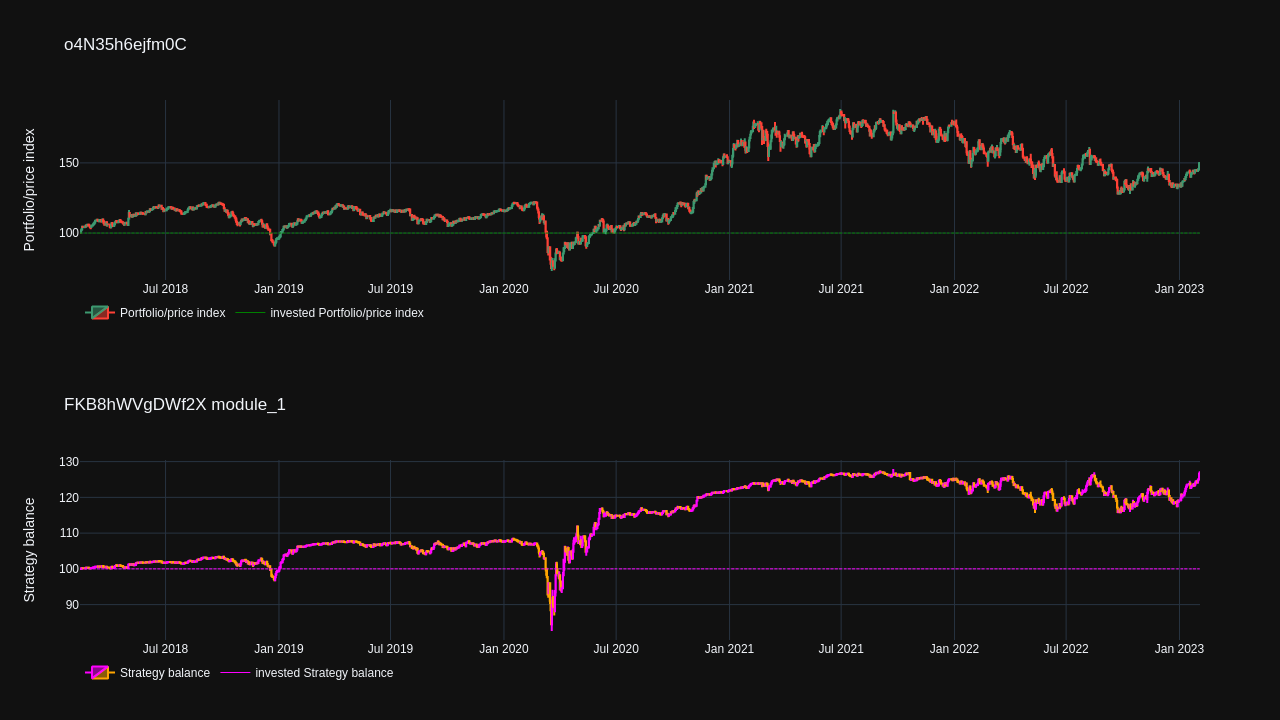 o4N35h6ejfm0C
Portfolio/price index
150
100
Jul 2018 Jan 2019 Jul 2019 Jan 2020 Jul 2020 Jan 2021 Jul 2021 Jan 2022 Jul 2022 Jan 2023
Portfolio/price index invested Portfolio/price index
FKB8hWVgDWf2X module_1
Strategy balance
130
120
110
100
90
Jul 2018 Jan 2019 Jul 2019 Jan 2020 Jul 2020 Jan 2021 Jul 2021 Jan 2022 Jul 2022 Jan 2023
Strategy balance invested Strategy balance